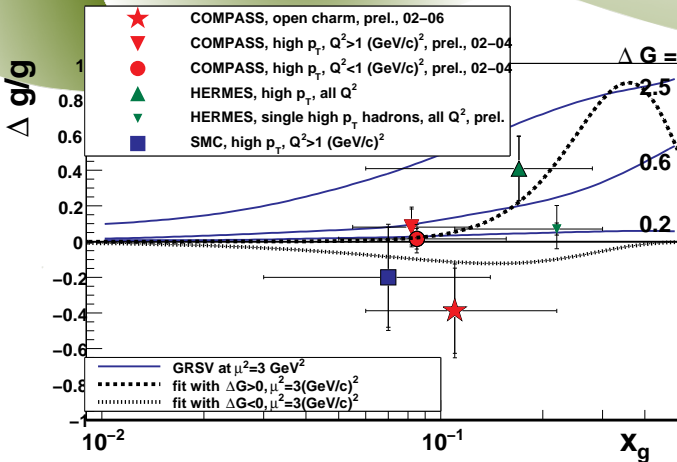 COMPASS, open charm, prel., 02-06
COMPASS, high p_T, Q²>1 (GeV/c)², prel., 02-04
COMPASS, high p_T, Q²<1 (GeV/c)², prel., 02-04
HERMES, high p_T, all Q²
HERMES, single high p_T hadrons, all Q², prel.
SMC, high p_T, Q²>1 (GeV/c)²
Δ g/g
Δ G =
1
2.5
0.8
0.6
0.6
0.4
0.2
0.2
0
-0.2
-0.4
-0.6
-0.8
-1
GRSV at μ²=3 GeV²
fit with ΔG>0, μ²=3(GeV/c)²
fit with ΔG<0, μ²=3(GeV/c)²
10⁻²
10⁻¹
x_g